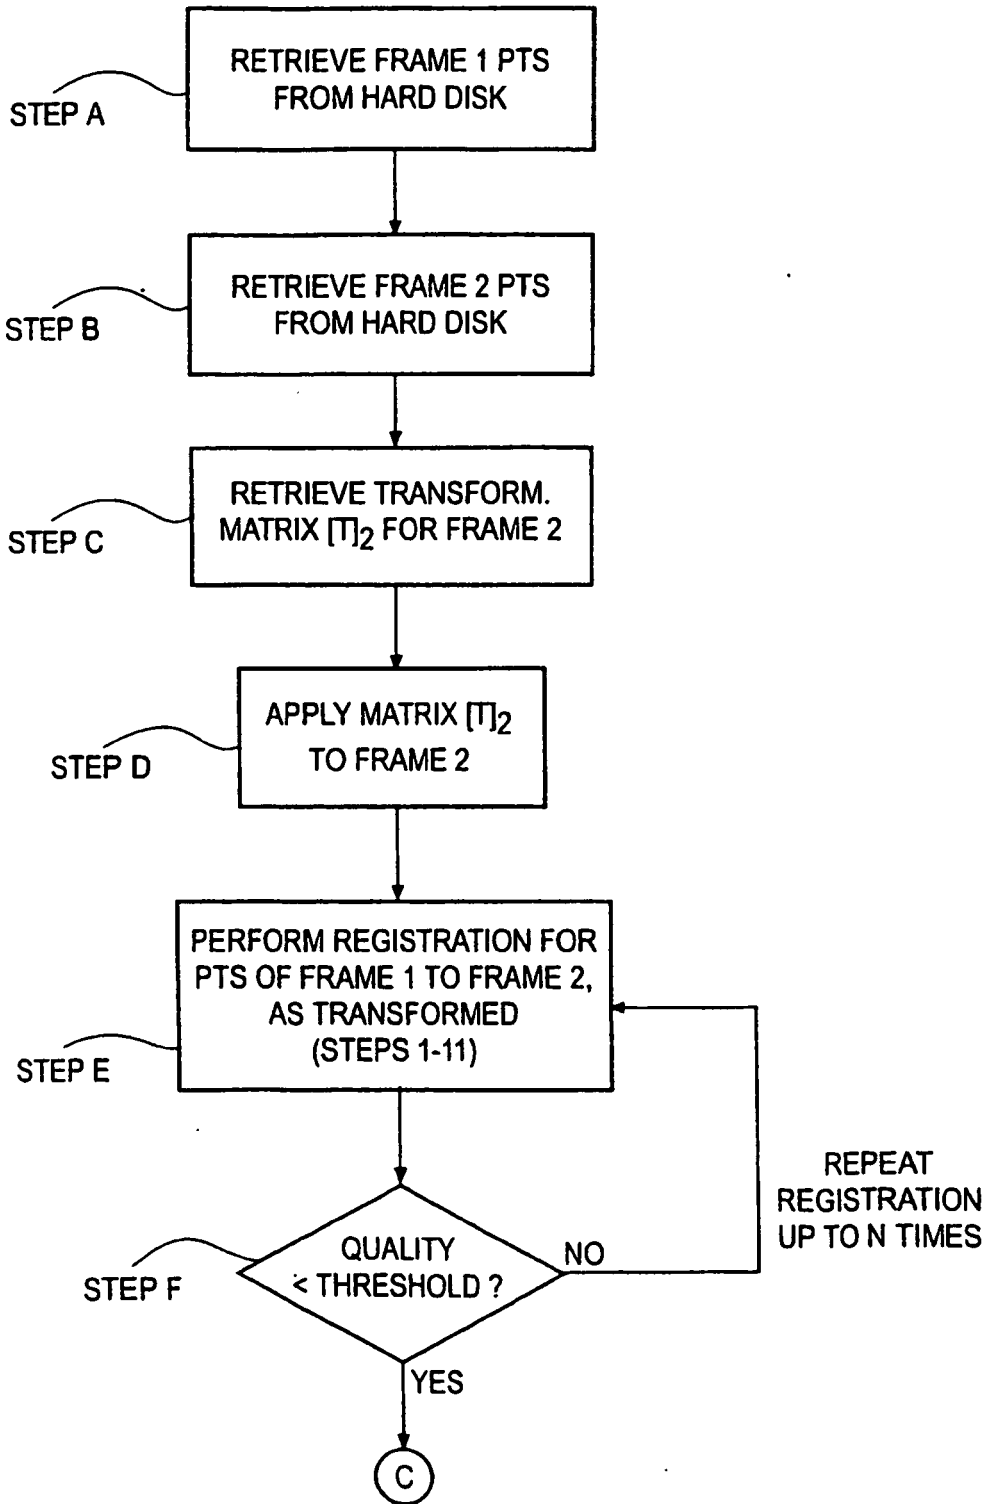 RETRIEVE FRAME 1 PTS
FROM HARD DISK
STEP A
RETRIEVE FRAME 2 PTS
FROM HARD DISK
STEP B
RETRIEVE TRANSFORM.
MATRIX [T]2 FOR FRAME 2
STEP C
APPLY MATRIX [T]2
TO FRAME 2
STEP D
PERFORM REGISTRATION FOR
PTS OF FRAME 1 TO FRAME 2,
AS TRANSFORMED
(STEPS 1-11)
STEP E
REPEAT
REGISTRATION
UP TO N TIMES
QUALITY
< THRESHOLD ?
NO
STEP F
YES
C